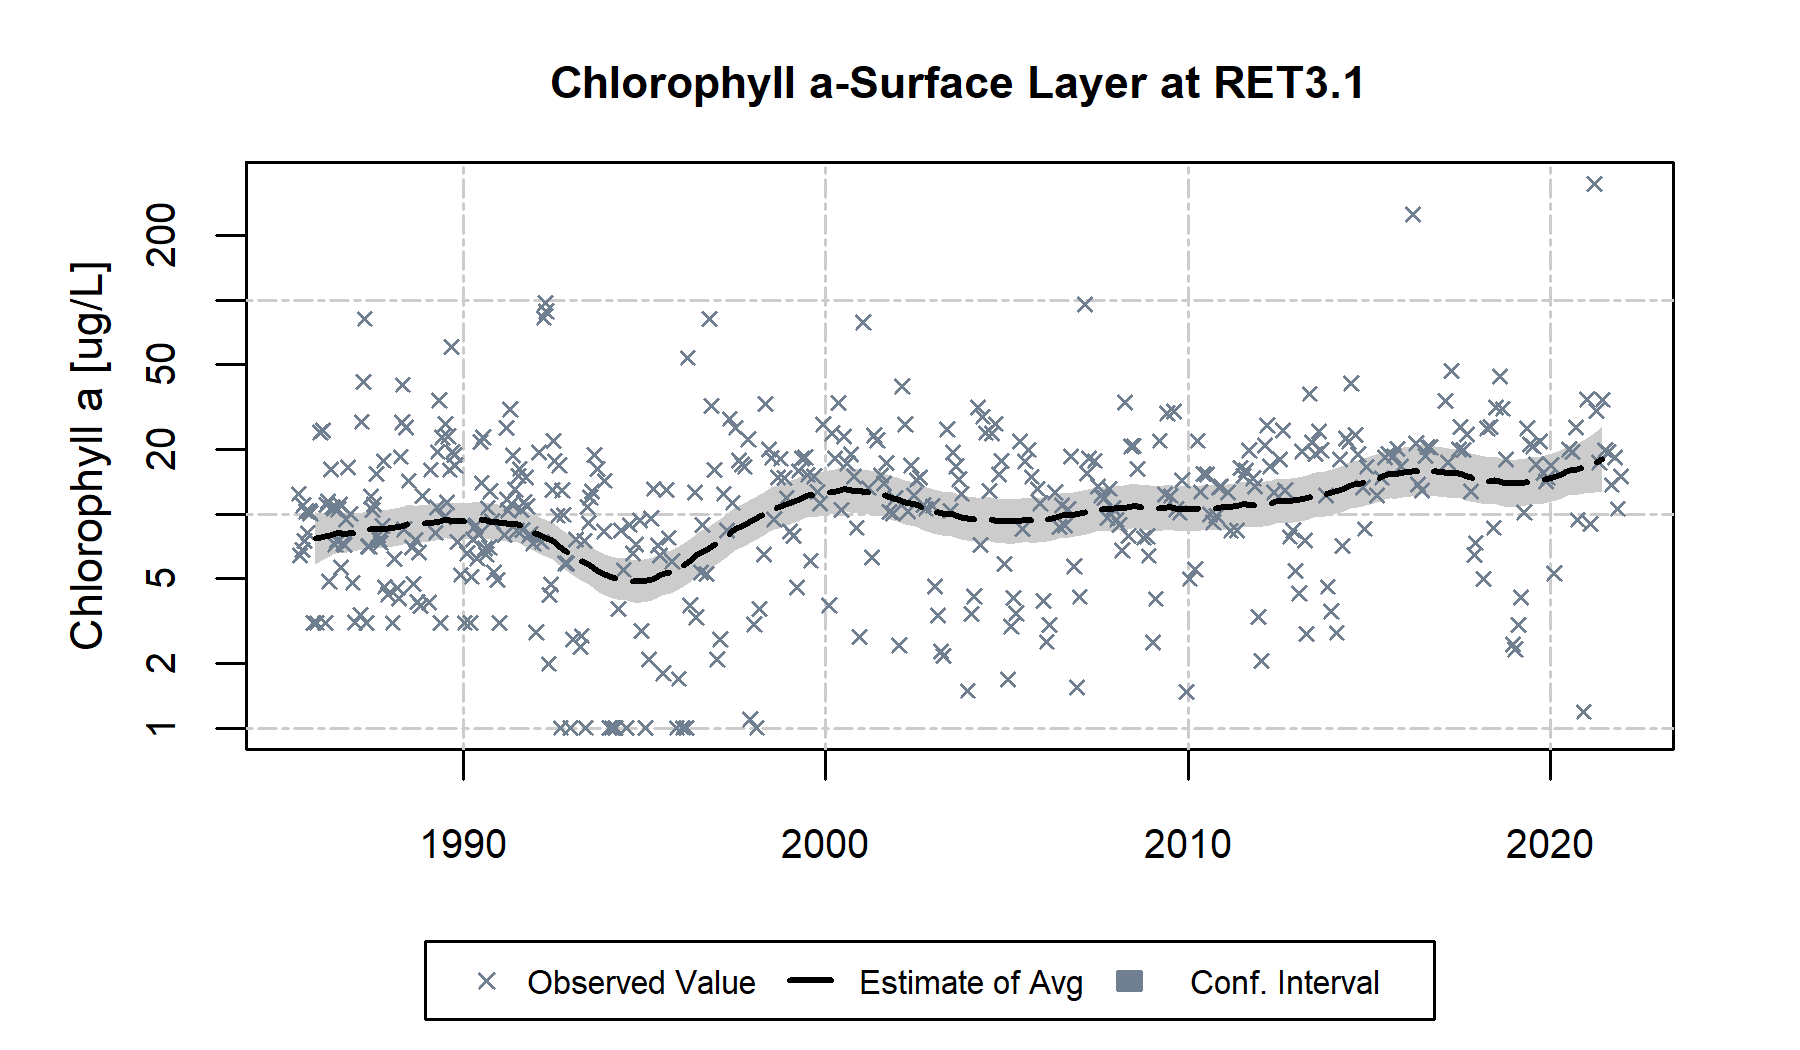 Chlorophyll a-Surface Layer at RET3.1
Chlorophyll a [ug/L]
200
50
20
5
2
1
1990 2000 2010 2020
Observed Value Estimate of Avg Conf. Interval